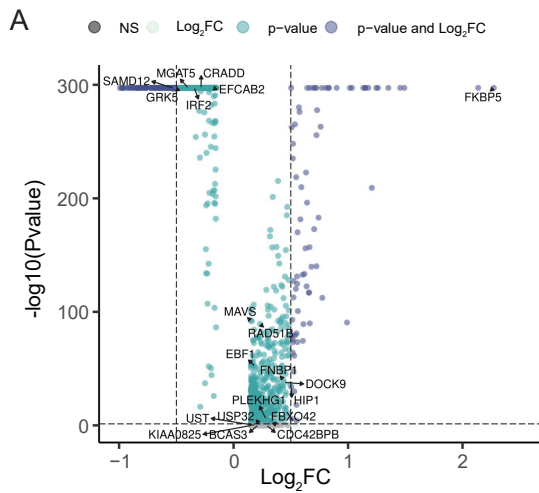 A
NS Log2FC p−value p−value and Log2FC
MGAT5 CRADD
SAMD12
300
EFCAB2
GRK5
IRF2
FKBP5
-log10(Pvalue)
200
MAVS
100
RAD51B
EBF1
FNBP1
DOCK9
PLEKHG1 HIP1
UST USP32 FBXO42
0
KIAA0825 BCAS3 CDC42BPB
−1 0 1 2
Log2FC